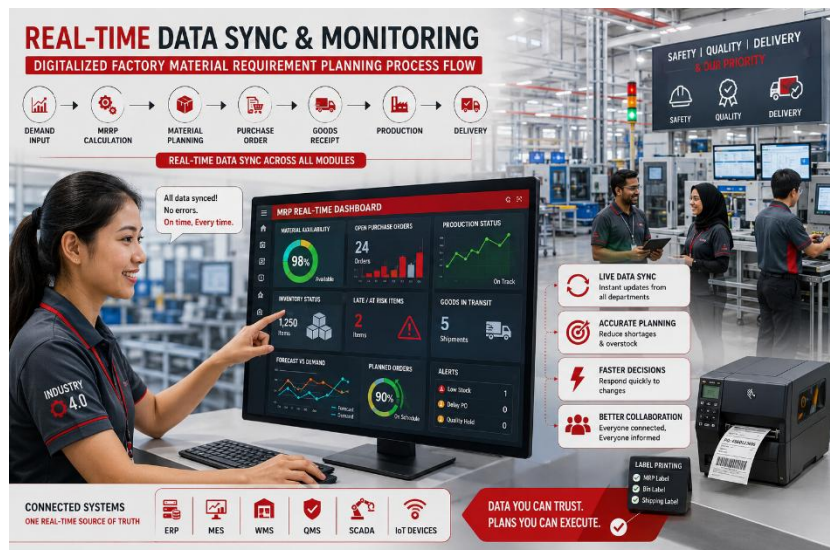 REAL-TIME DATA SYNC & MONITORING
DIGITALIZED FACTORY MATERIAL REQUIREMENT PLANNING PROCESS FLOW
DEMAND
INPUT
MRRP
CALCULATION
MATERIAL
PLANNING
PURCHASE
ORDER
GOODS
RECEIPT
PRODUCTION
DELIVERY
REAL-TIME DATA SYNC ACROSS ALL MODULES
SAFETY | QUALITY | DELIVERY
& OUR PRIORITY
SAFETY
QUALITY
DELIVERY
All data synced!
No errors.
On time, Every time.
MRP REAL-TIME DASHBOARD
MATERIAL AVAILABILITY
98%
Available
OPEN PURCHASE ORDERS
24
Orders
PRODUCTION STATUS
On Track
INVENTORY STATUS
1,250
Items
LATE / AT RISK ITEMS
2
Items
GOODS IN TRANSIT
5
Shipments
FORECAST VS DEMAND
Forecast
Demand
PLANNED ORDERS
90%
On Schedule
ALERTS
Low Stock 1
Delay PO 0
Quality Hold 0
INDUSTRY
4.0
LIVE DATA SYNC
Instant updates from
all departments
ACCURATE PLANNING
Reduce shortages
& overstock
FASTER DECISIONS
Respond quickly to
changes
BETTER COLLABORATION
Everyone connected,
Everyone informed
LABEL PRINTING
MRP Label
Bin Label
Shipping Label
CONNECTED SYSTEMS
ONE REAL-TIME SOURCE OF TRUTH
ERP
MES
WMS
QMS
SCADA
IoT DEVICES
DATA YOU CAN TRUST.
PLANS YOU CAN EXECUTE.